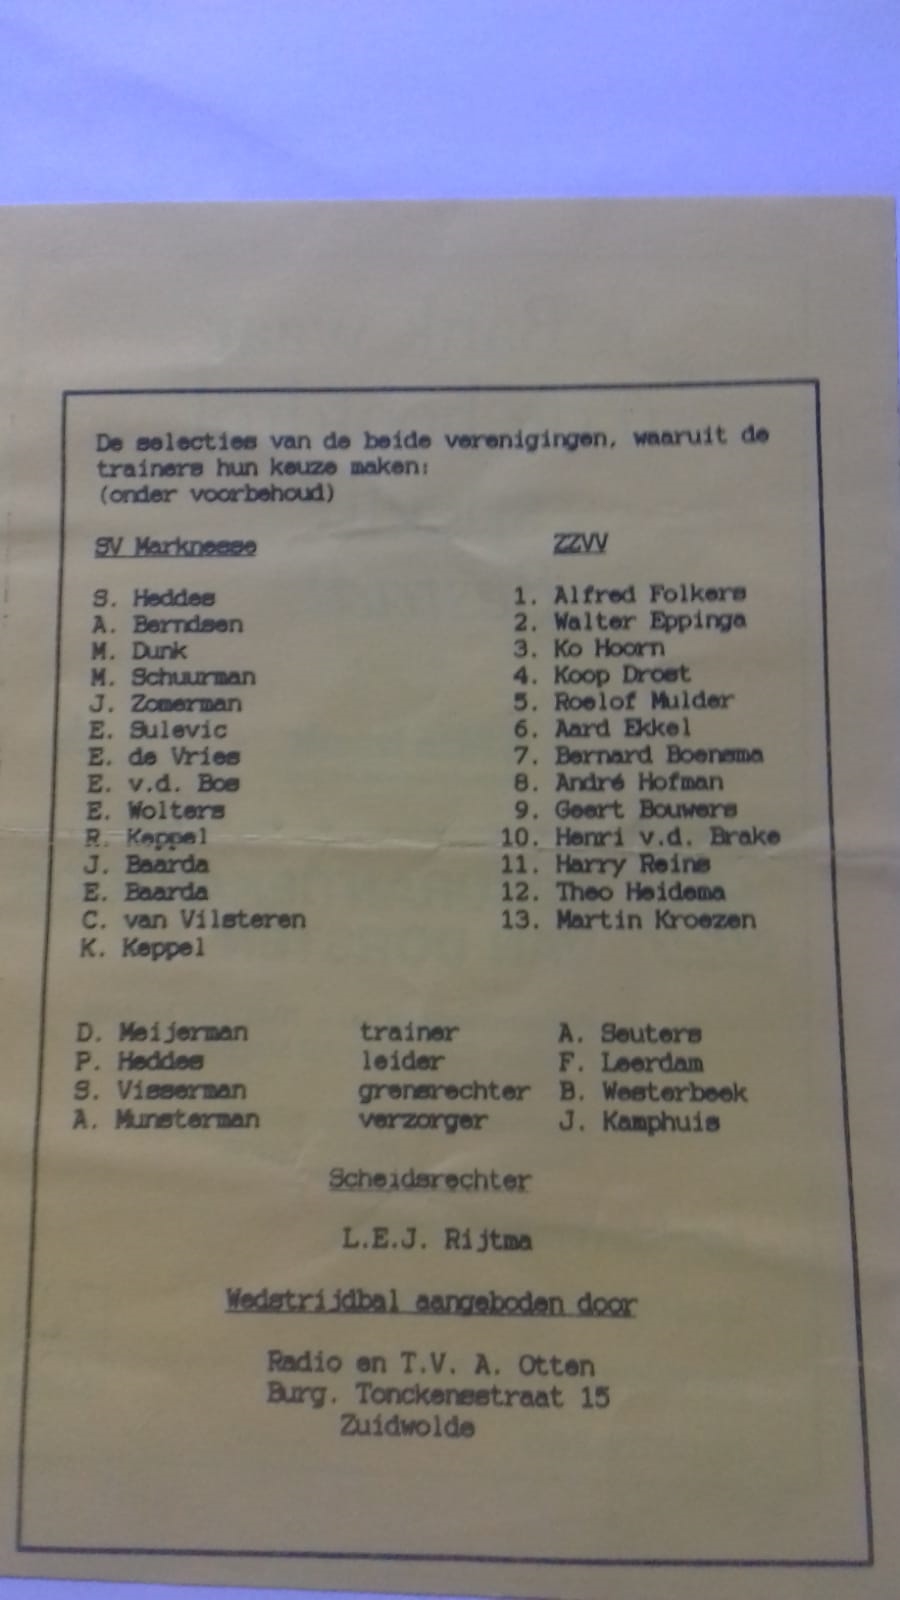 De selecties van de beide verenigingen, waaruit de
trainers hun keuze maken:
(onder voorbehoud)
SV Marknesse ZZVV
S. Heddes 1. Alfred Folkers
A. Berndsen 2. Walter Eppinga
M. Dunk 3. Ko Hoorn
M. Schuurman 4. Koop Drost
J. Zomerman 5. Roelof Mulder
E. Sulevic 6. Aard Ekkel
E. de Vries 7. Bernard Boensma
E. v.d. Bos 8. André Hofman
E. Wolters 9. Geert Bouwers
R. Keppel 10. Henri v.d. Brake
J. Baarda 11. Harry Reins
E. Baarda 12. Theo Heidema
C. van Vilsteren 13. Martin Kroezen
K. Keppel
D. Meijerman trainer A. Seuters
P. Heddes leider F. Leerdam
S. Visserman grensrechter B. Westerbeek
A. Munsterman verzorger J. Kamphuis
Scheidsrechter
L.E.J. Rijtma
Wedstrijdbal aangeboden door
Radio en T.V. A. Otten
Burg. Tonckensstraat 15
Zuidwolde